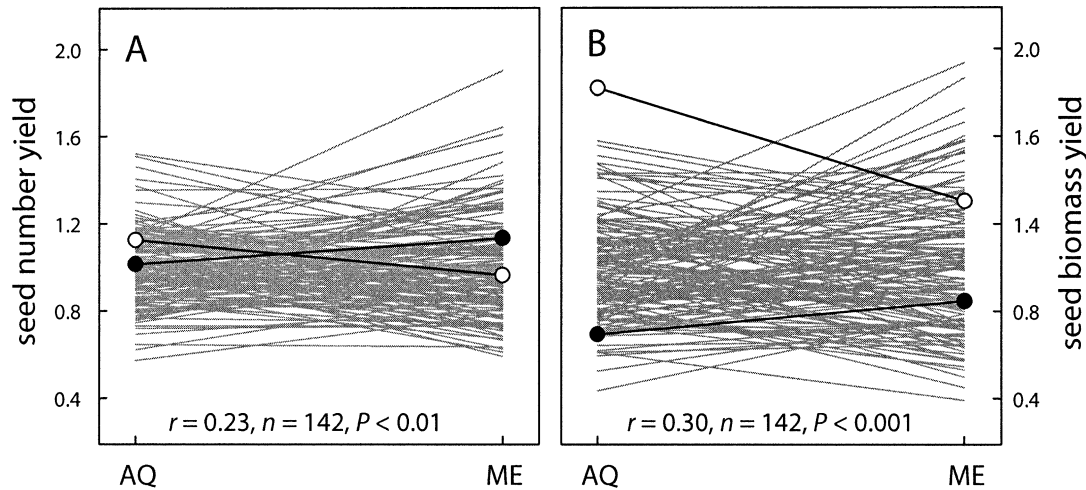 A
B
seed number yield
2.0
1.6
1.2
0.8
0.4
2.0
1.6
1.4
0.8
0.4
seed biomass yield
r = 0.23, n = 142, P < 0.01
r = 0.30, n = 142, P < 0.001
AQ
ME
AQ
ME